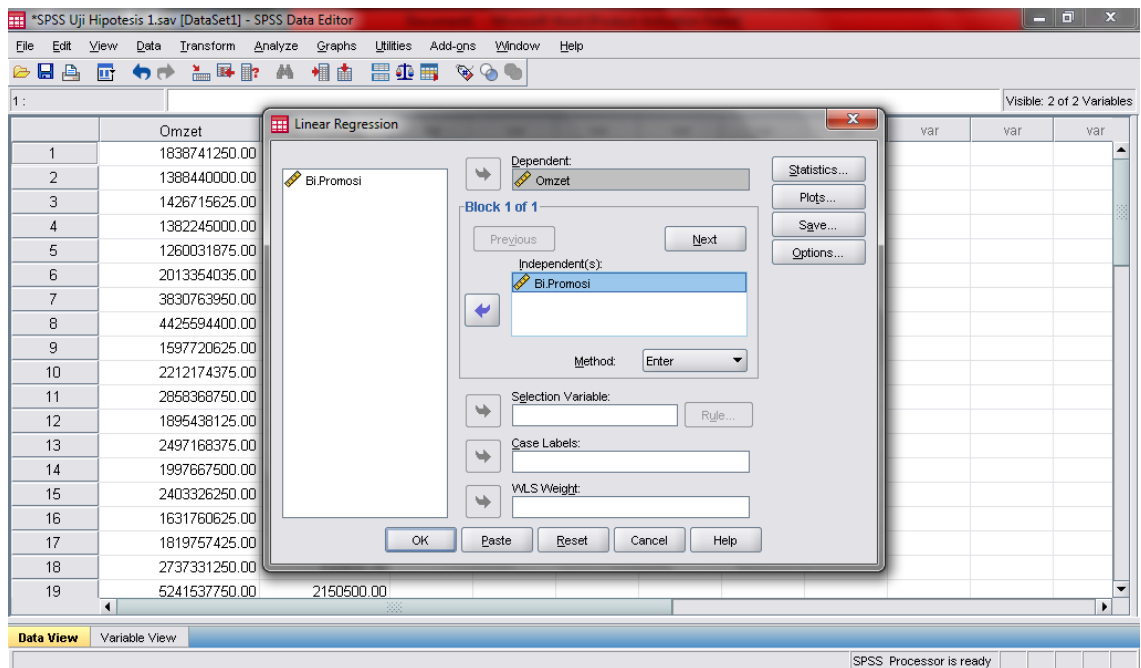 *SPSS Uji Hipotesis 1.sav [DataSet1] - SPSS Data Editor
File Edit View Data Transform Analyze Graphs Utilities Add-ons Window Help
1 : Visible: 2 of 2 Variables
Omzet var var var
Linear Regression
Bi.Promosi
Dependent:
Omzet
Block 1 of 1
Previous Next
Independent(s):
Bi.Promosi
Method: Enter
Selection Variable:
Rule...
Case Labels:
WLS Weight:
Statistics...
Plots...
Save...
Options...
OK Paste Reset Cancel Help
1 1838741250.00
2 1388440000.00
3 1426715625.00
4 1382245000.00
5 1260031875.00
6 2013354035.00
7 3830763950.00
8 4425594400.00
9 1597720625.00
10 2212174375.00
11 2858368750.00
12 1895438125.00
13 2497168375.00
14 1997667500.00
15 2403326250.00
16 1631760625.00
17 1819757425.00
18 2737331250.00
19 5241537750.00 2150500.00
Data View Variable View
SPSS Processor is ready